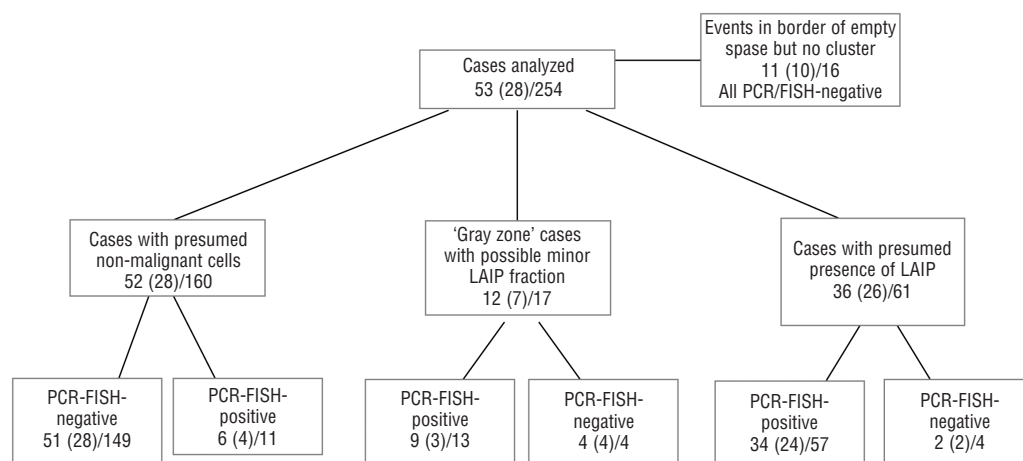 Events in border of empty
spase but no cluster
11 (10)/16
All PCR/FISH-negative
Cases analyzed
53 (28)/254
Cases with presumed
non-malignant cells
52 (28)/160
'Gray zone' cases
with possible minor
LAIP fraction
12 (7)/17
Cases with presumed
presence of LAIP
36 (26)/61
PCR-FISH-
negative
51 (28)/149
PCR-FISH-
positive
6 (4)/11
PCR-FISH-
positive
9 (3)/13
PCR-FISH-
negative
4 (4)/4
PCR-FISH-
positive
34 (24)/57
PCR-FISH-
negative
2 (2)/4